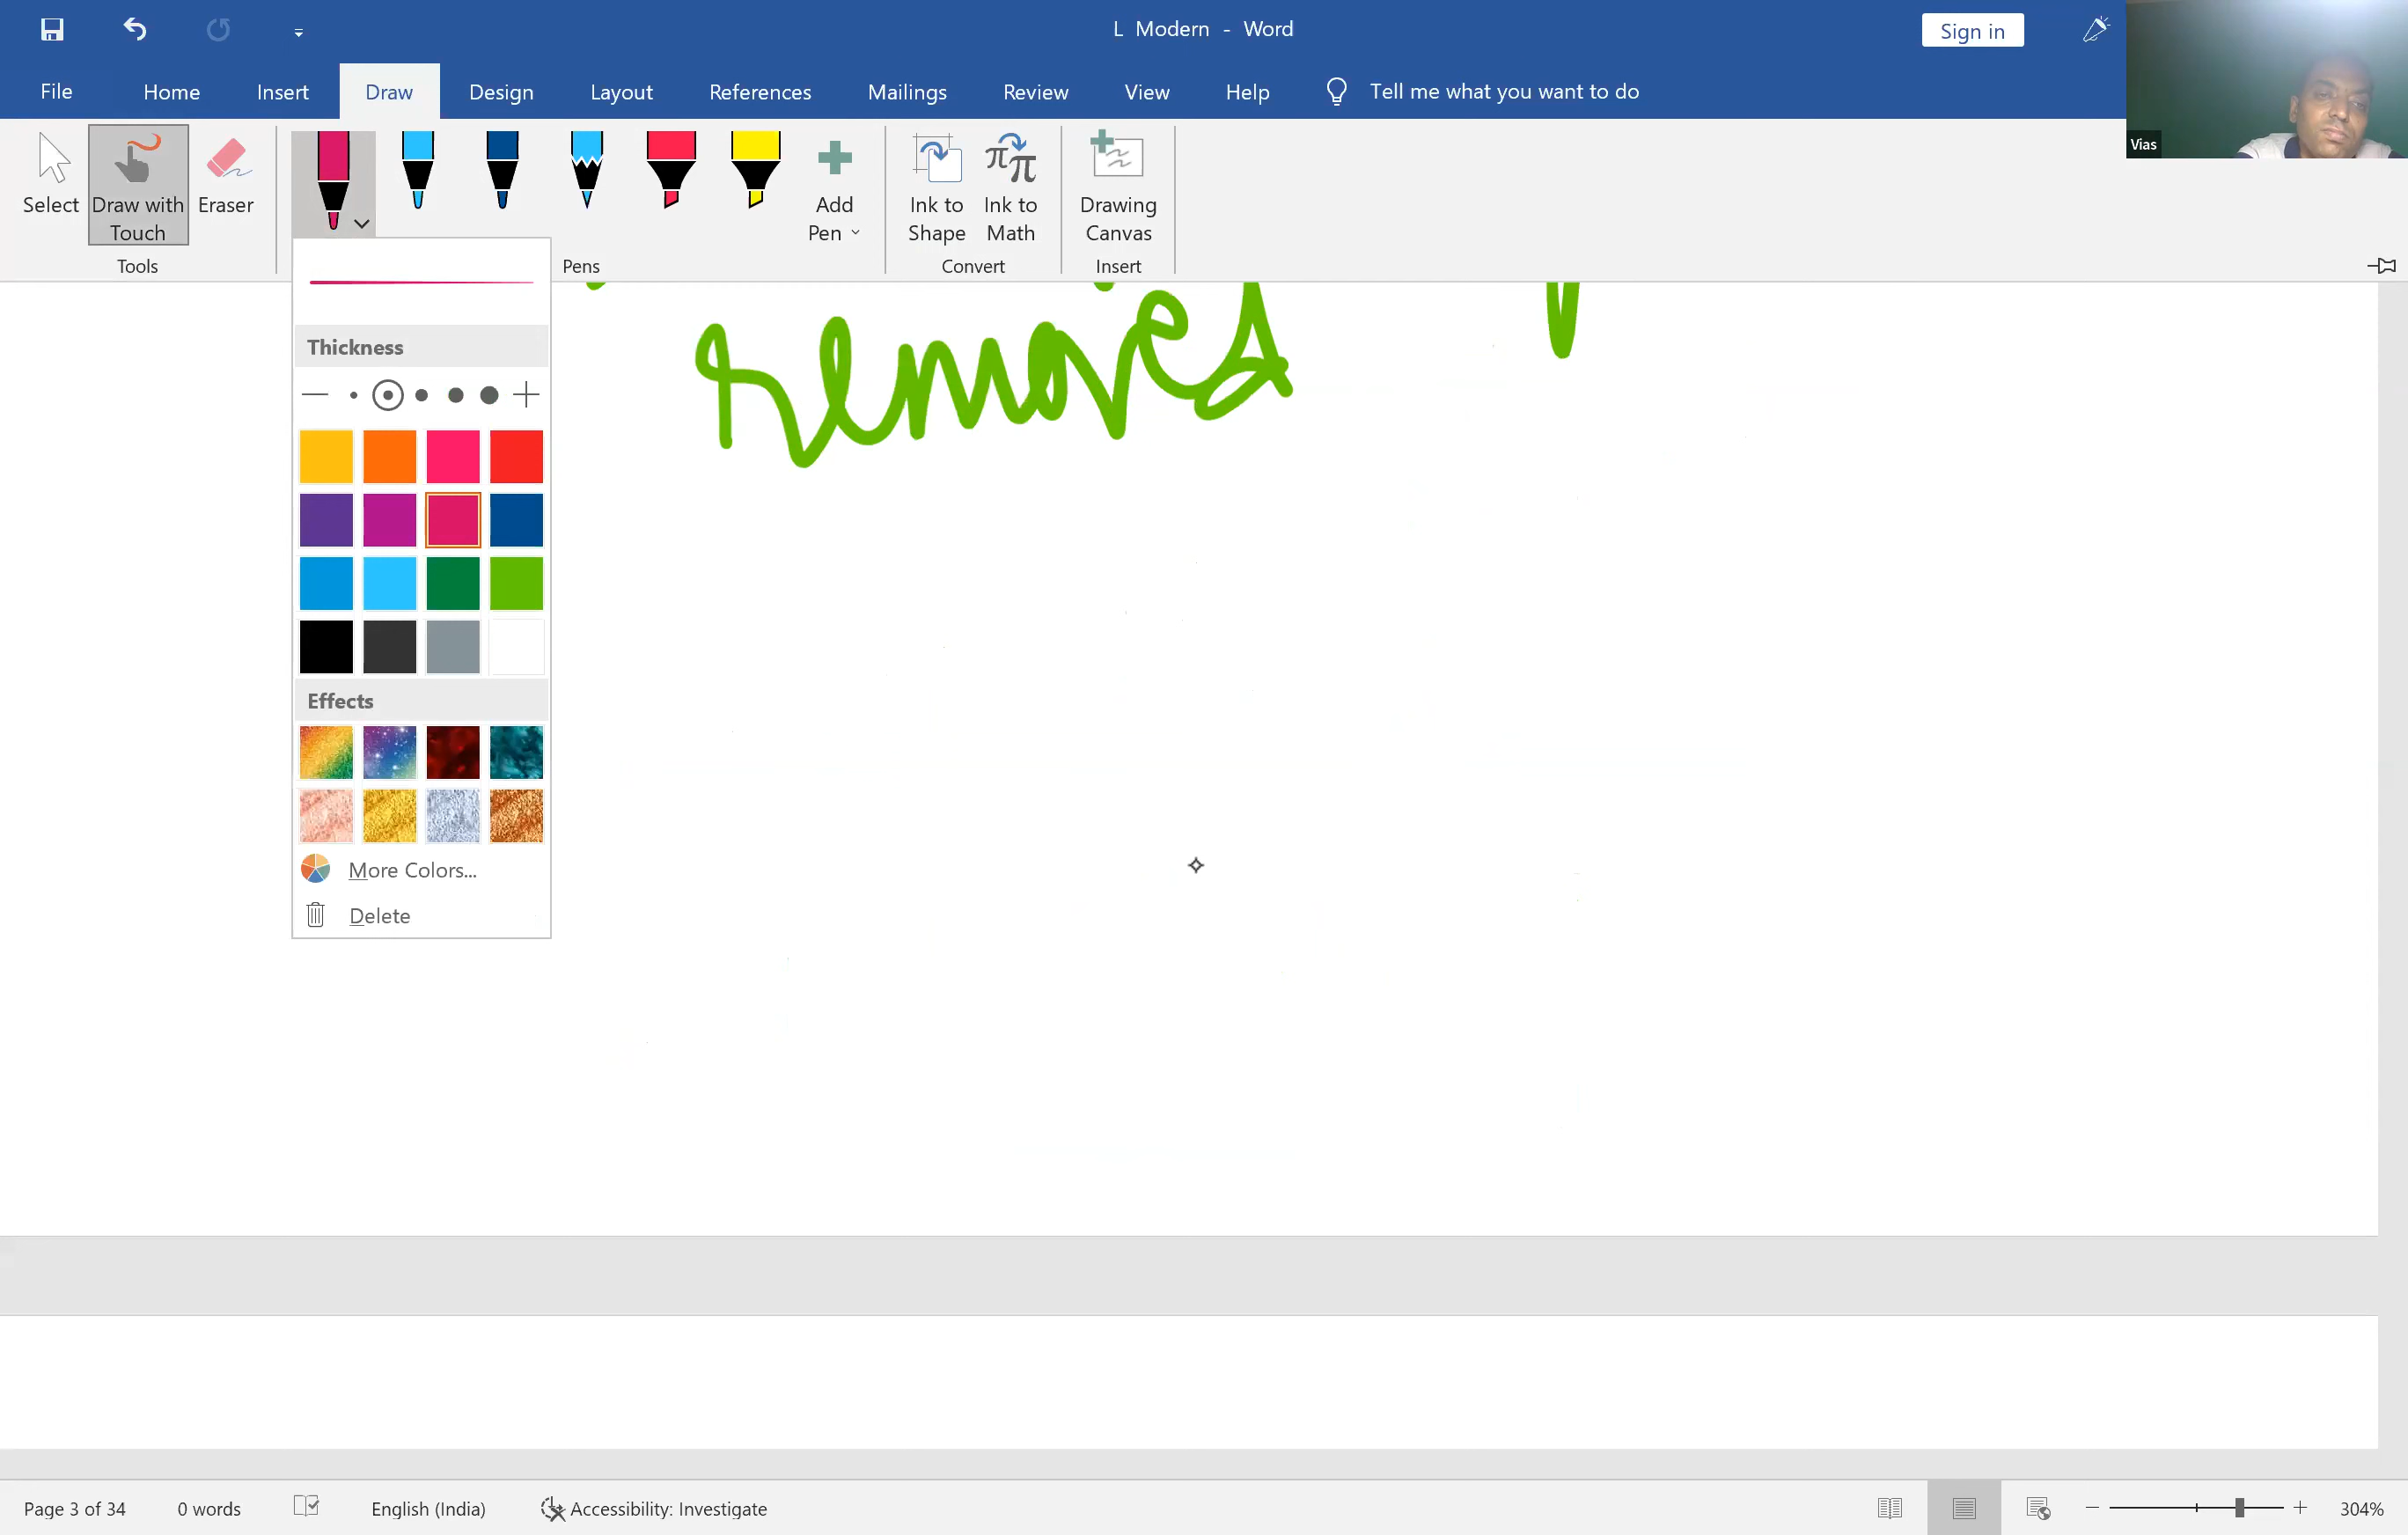 L Modern - Word
Sign in
File Home Insert Draw Design Layout References Mailings Review View Help Tell me what you want to do
Vias
Select Draw with Touch Eraser
Add Pen
Ink to Shape
Ink to Math
Drawing Canvas
Tools Pens Convert Insert
removes
Thickness
Effects
More Colors...
Delete
Page 3 of 34 0 words English (India) Accessibility: Investigate 304%